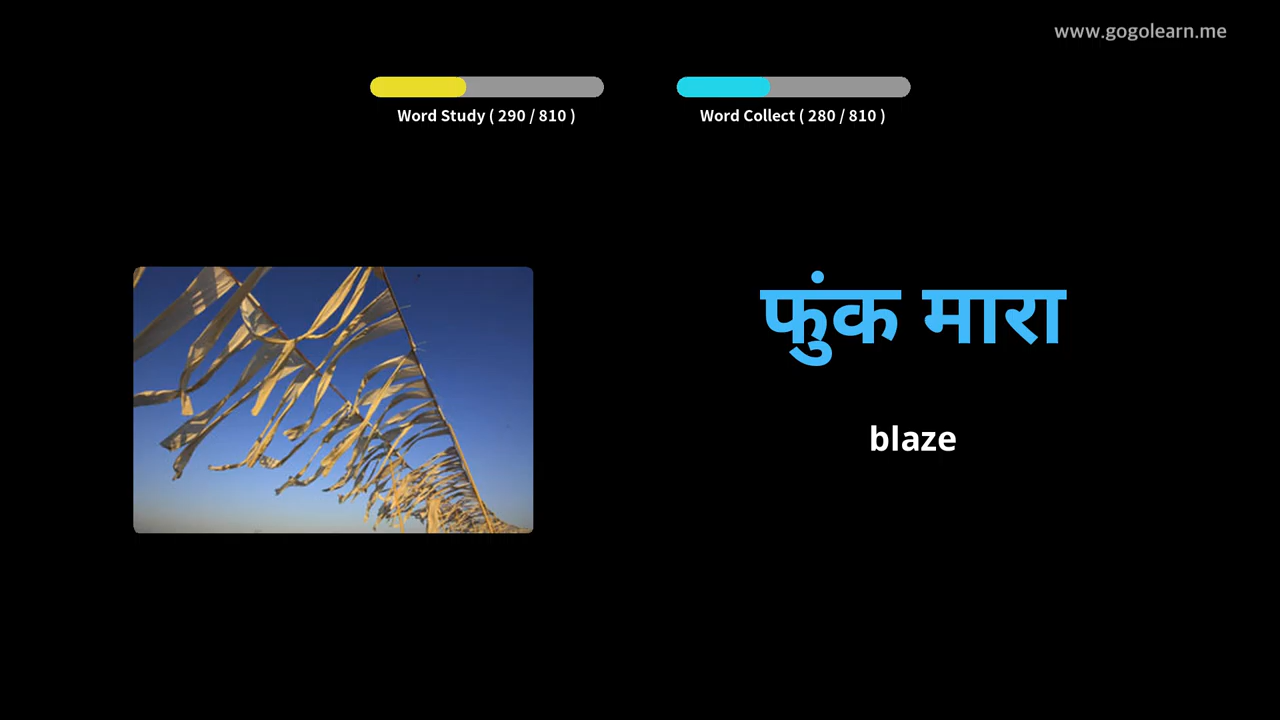 www.gogolearn.me
Word Study ( 290 / 810 )
Word Collect ( 280 / 810 )
फुंक मारा
blaze